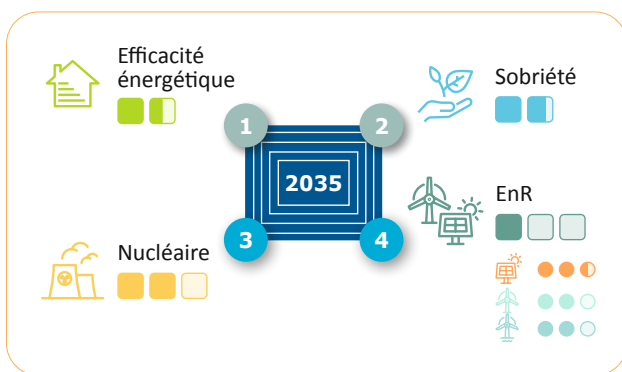 Efficacité
énergétique
Sobriété
1
2
2035
EnR
3
4
Nucléaire